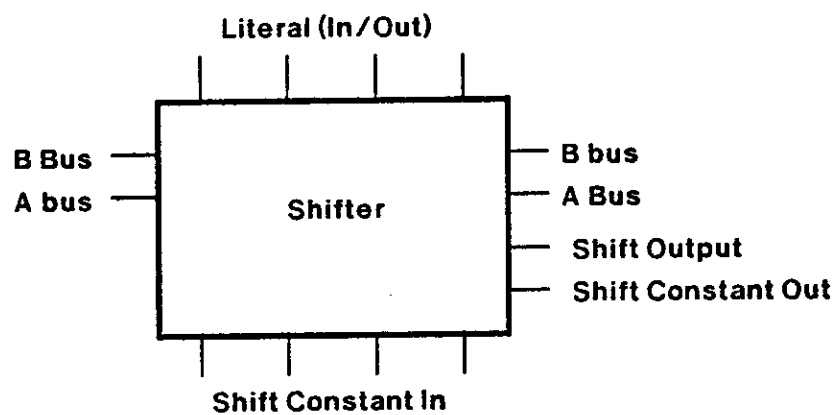 Literal (In/Out)
B Bus
A bus
Shifter
B bus
A Bus
Shift Output
Shift Constant Out
Shift Constant In